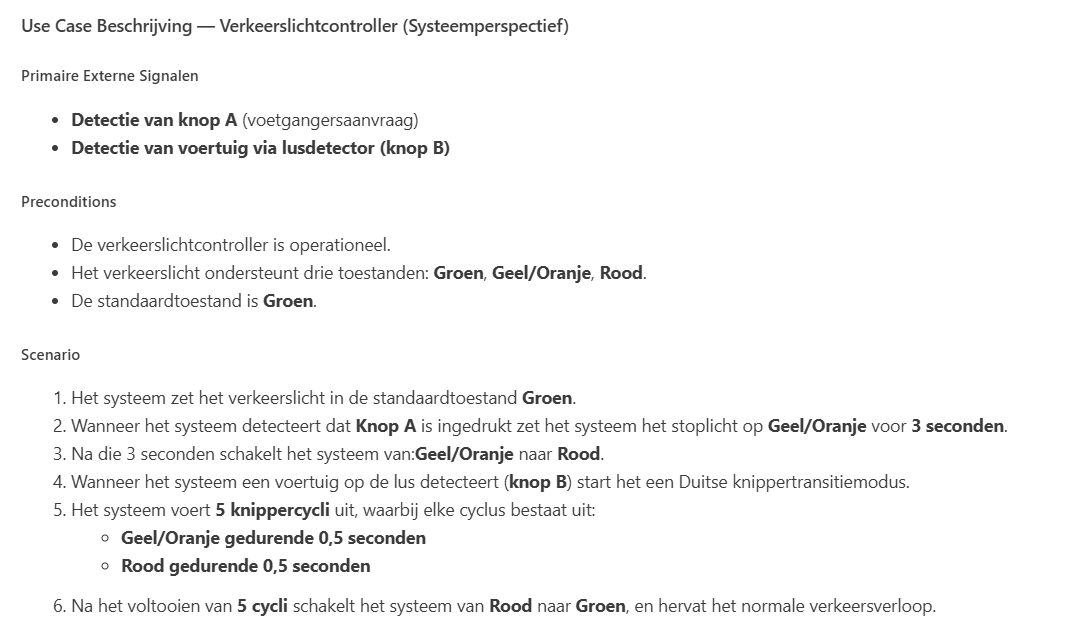 Use Case Beschrijving — Verkeerslichtcontroller (Systeemperspectief)
Primaire Externe Signalen
• Detectie van knop A (voetgangersaanvraag)
• Detectie van voertuig via lusdetector (knop B)
Preconditions
• De verkeerslichtcontroller is operationeel.
• Het verkeerslicht ondersteunt drie toestanden: Groen, Geel/Oranje, Rood.
• De standaardtoestand is Groen.
Scenario
1. Het systeem zet het verkeerslicht in de standaardtoestand Groen.
2. Wanneer het systeem detecteert dat Knop A is ingedrukt zet het systeem het stoplicht op Geel/Oranje voor 3 seconden.
3. Na die 3 seconden schakelt het systeem van:Geel/Oranje naar Rood.
4. Wanneer het systeem een voertuig op de lus detecteert (knop B) start het een Duitse knippertransitiemodus.
5. Het systeem voert 5 knippercycli uit, waarbij elke cyclus bestaat uit:
◦ Geel/Oranje gedurende 0,5 seconden
◦ Rood gedurende 0,5 seconden
6. Na het voltooien van 5 cycli schakelt het systeem van Rood naar Groen, en hervat het normale verkeersverloop.